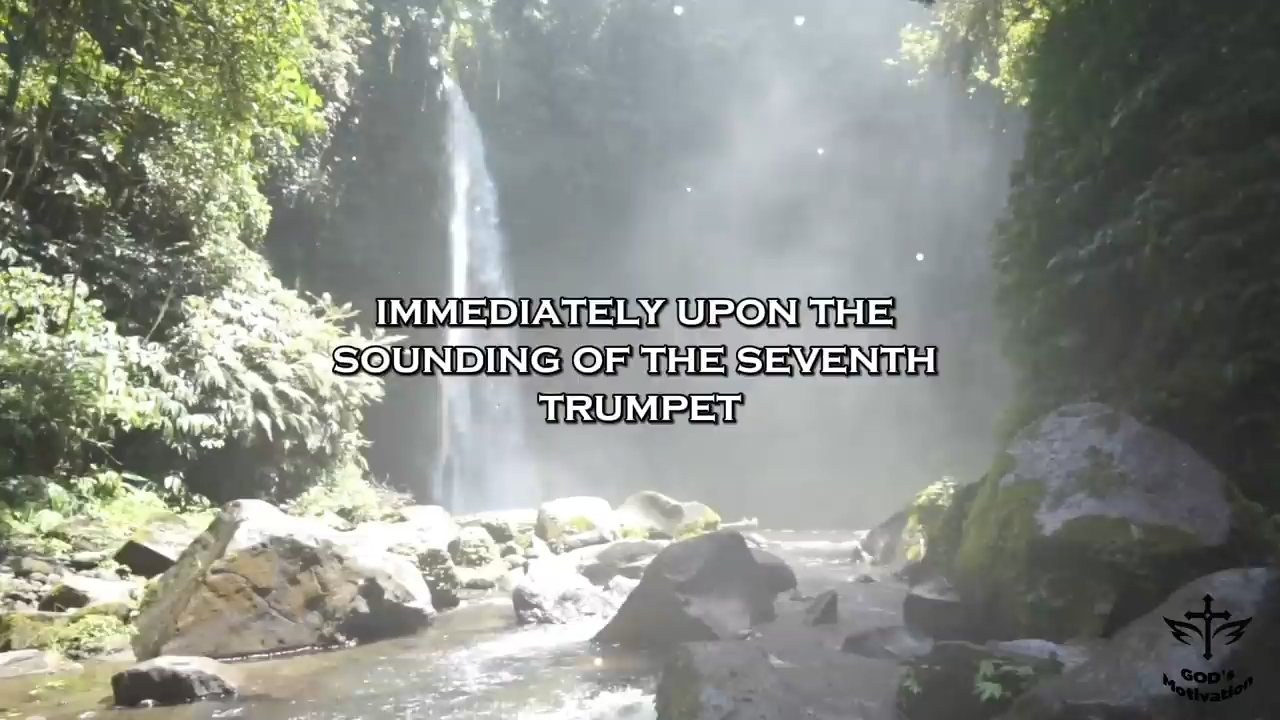 IMMEDIATELY UPON THE
SOUNDING OF THE SEVENTH
TRUMPET
GOD's
Motivation